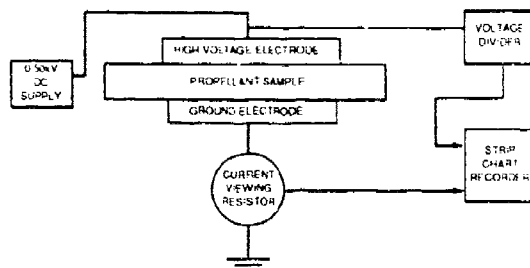 HIGH VOLTAGE ELECTRODE
PROPELLANT SAMPLE
GROUND ELECTRODE
0-50kV
DC
SUPPLY
CURRENT
VIEWING
RESISTOR
VOLTAGE
DIVIDER
STRIP
CHART
RECORDER